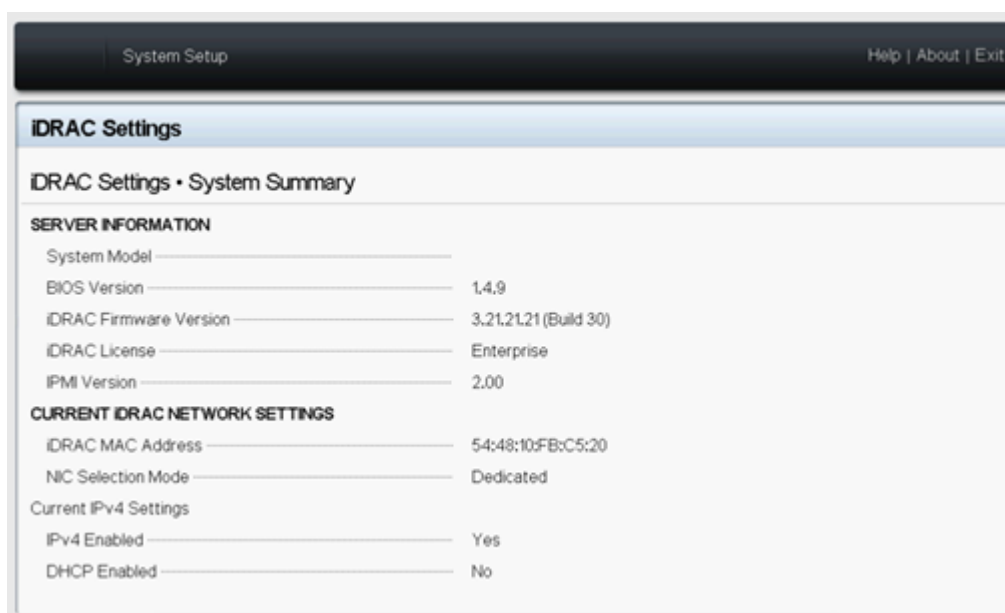 System Setup
Help | About | Exit
iDRAC Settings
iDRAC Settings • System Summary
SERVER INFORMATION
System Model
BIOS Version 1.4.9
iDRAC Firmware Version 3.21.21.21 (Build 30)
iDRAC License Enterprise
IPMI Version 2.00
CURRENT iDRAC NETWORK SETTINGS
iDRAC MAC Address 54:48:10:FB:C5:20
NIC Selection Mode Dedicated
Current IPv4 Settings
IPv4 Enabled Yes
DHCP Enabled No